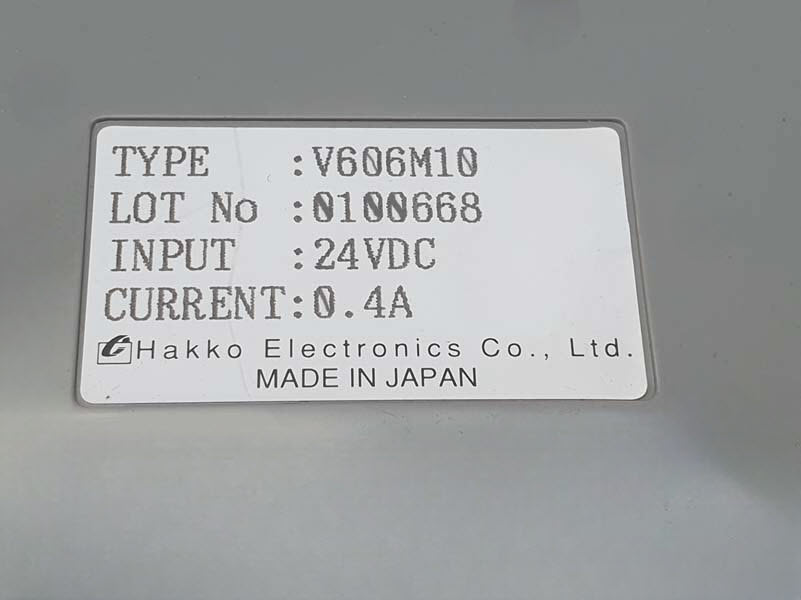 TYPE :V606M10
LOT No :0100668
INPUT :24VDC
CURRENT:0.4A
Hakko Electronics Co., Ltd.
MADE IN JAPAN